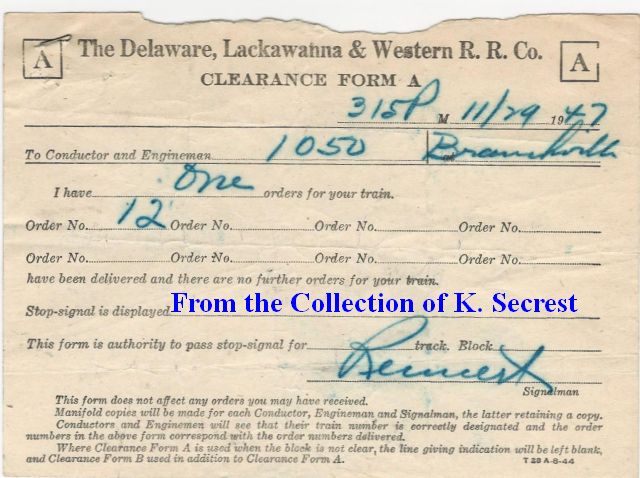 A The Delaware, Lackawanna & Western R. R. Co. A
CLEARANCE FORM A
315P M 11/29 1947
To Conductor and Engineman 1050 at
I have One orders for your train.
Order No. 12 Order No. Order No. Order No.
Order No. Order No. Order No. Order No.
have been delivered and there are no further orders for your train.
Stop-signal is displayed From the Collection of K. Secrest
This form is authority to pass stop-signal for track. Block
Signalman
This form does not affect any orders you may have received.
Manifold copies will be made for each Conductor, Engineman and Signalman, the latter retaining a copy.
Conductors and Enginemen will see that their train number is correctly designated and the order
numbers in the above form correspond with the order numbers delivered.
Where Clearance Form A is used when the block is not clear, the line giving indication will be left blank,
and Clearance Form B used in addition to Clearance Form A. T 29 A-8-44